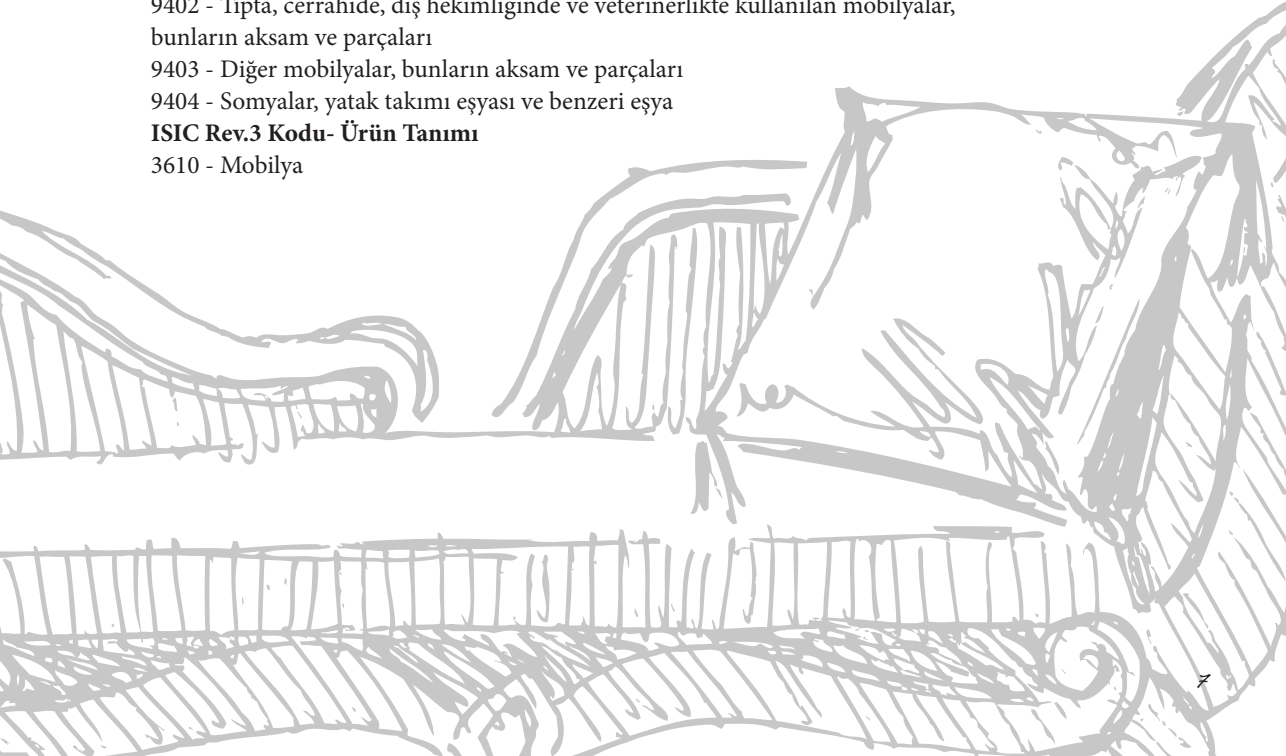 9402 - Tıpta, cerrahide, diş hekimliğinde ve veterinerlikte kullanılan mobilyalar,
bunların aksam ve parçaları
9403 - Diğer mobilyalar, bunların aksam ve parçaları
9404 - Somyalar, yatak takımı eşyası ve benzeri eşya
ISIC Rev.3 Kodu- Ürün Tanımı
3610 - Mobilya
7